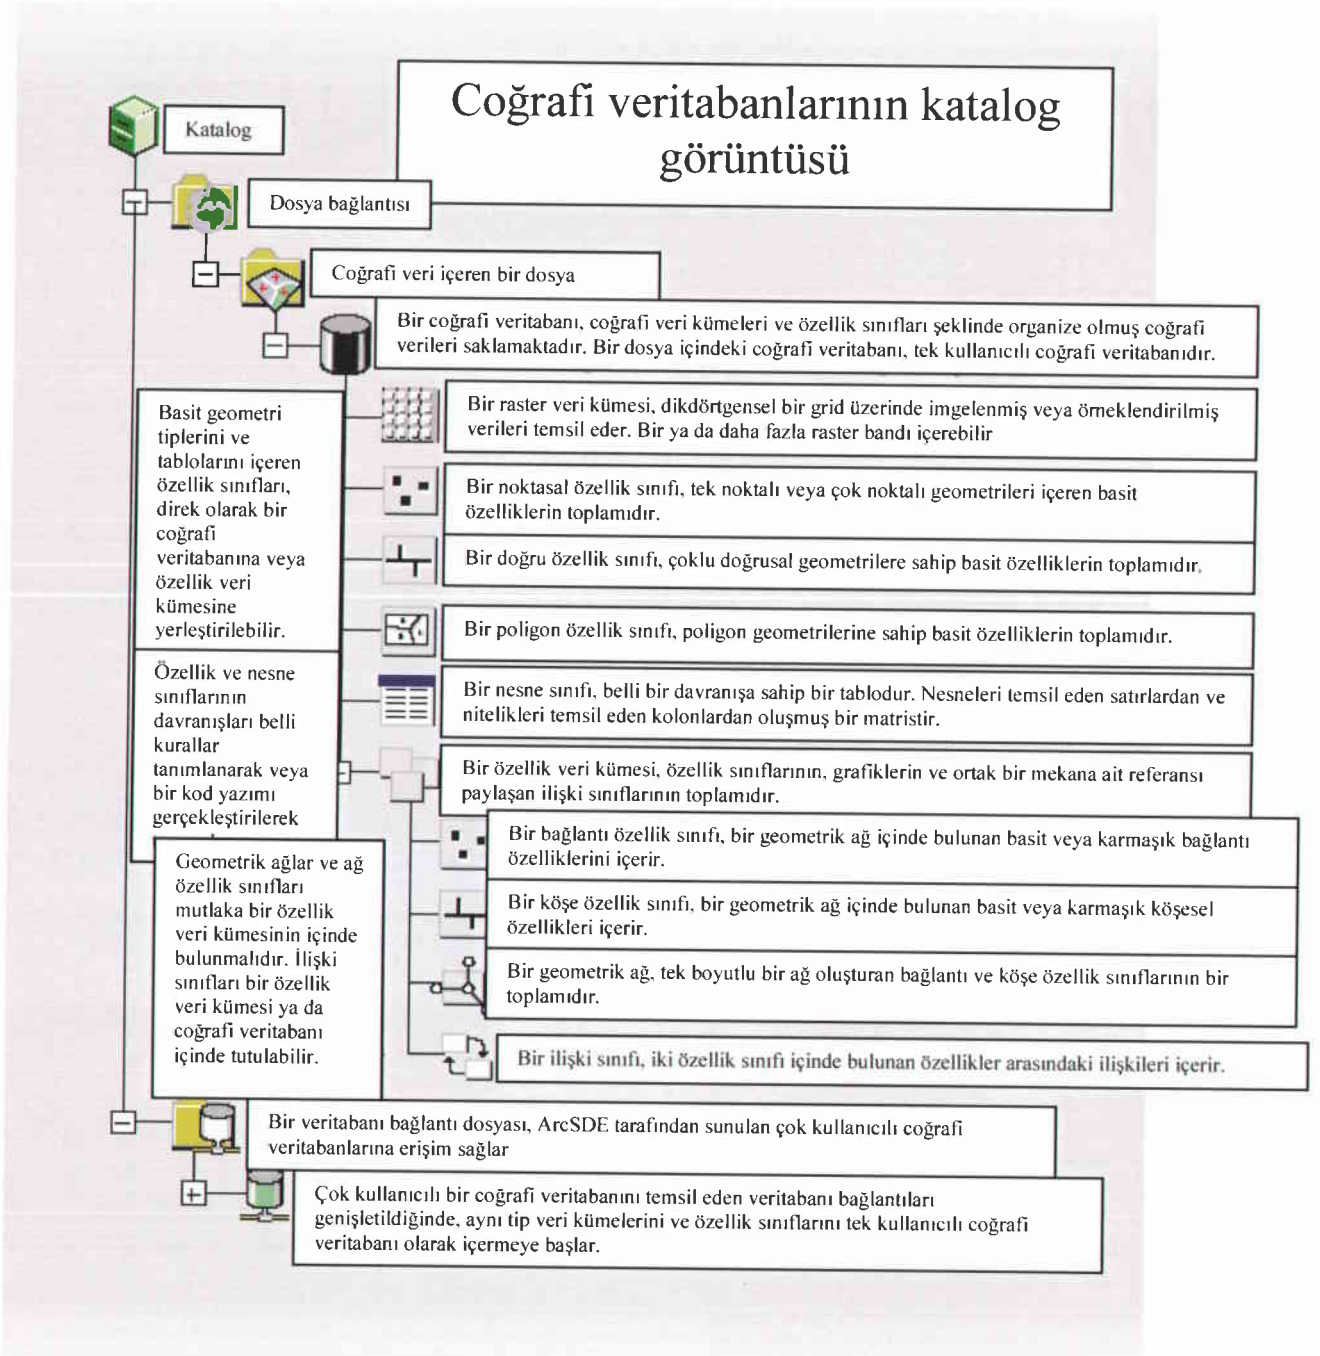 Coğrafi veritabanlarının katalog
görüntüsü
Katalog
Dosya bağlantısı
Coğrafi veri içeren bir dosya
Bir coğrafi veritabanı, coğrafi veri kümeleri ve özellik sınıfları şeklinde organize olmuş coğrafi
verileri saklamaktadır. Bir dosya içindeki coğrafi veritabanı, tek kullanıcılı coğrafi veritabanıdır.
Basit geometri
tiplerini ve
tablolarını içeren
özellik sınıfları,
direk olarak bir
coğrafi
veritabanına veya
özellik veri
kümesine
yerleştirilebilir.
Bir raster veri kümesi, dikdörtgensel bir grid üzerinde imgelenmiş veya örneklendirilmiş
verileri temsil eder. Bir ya da daha fazla raster bandı içerebilir
Bir noktasal özellik sınıfı, tek noktalı veya çok noktalı geometrileri içeren basit
özelliklerin toplamıdır.
Bir doğru özellik sınıfı, çoklu doğrusal geometrilere sahip basit özelliklerin toplamıdır.
Bir poligon özellik sınıfı, poligon geometrilerine sahip basit özelliklerin toplamıdır.
Özellik ve nesne
sınıflarının
davranışları belli
kurallar
tanımlanarak veya
bir kod yazımı
gerçekleştirilerek
Bir nesne sınıfı, belli bir davranışa sahip bir tablodur. Nesneleri temsil eden satırlardan ve
nitelikleri temsil eden kolonlardan oluşmuş bir matristir.
Bir özellik veri kümesi, özellik sınıflarının, grafiklerin ve ortak bir mekana ait referansı
paylaşan ilişki sınıflarının toplamıdır.
Bir bağlantı özellik sınıfı, bir geometrik ağ içinde bulunan basit veya karmaşık bağlantı
özelliklerini içerir.
Bir köşe özellik sınıfı, bir geometrik ağ içinde bulunan basit veya karmaşık köşesel
özellikleri içerir.
Bir geometrik ağ, tek boyutlu bir ağ oluşturan bağlantı ve köşe özellik sınıflarının bir
toplamıdır.
Bir ilişki sınıfı, iki özellik sınıfı içinde bulunan özellikler arasındaki ilişkileri içerir.
Geometrik ağlar ve ağ
özellik sınıfları
mutlaka bir özellik
veri kümesinin içinde
bulunmalıdır. İlişki
sınıfları bir özellik
veri kümesi ya da
coğrafi veritabanı
içinde tutulabilir.
Bir veritabanı bağlantı dosyası, ArcSDE tarafından sunulan çok kullanıcılı coğrafi
veritabanlarına erişim sağlar
Çok kullanıcılı bir coğrafi veritabanını temsil eden veritabanı bağlantıları
genişletildiğinde, aynı tip veri kümelerini ve özellik sınıflarını tek kullanıcılı coğrafi
veritabanı olarak içermeye başlar.